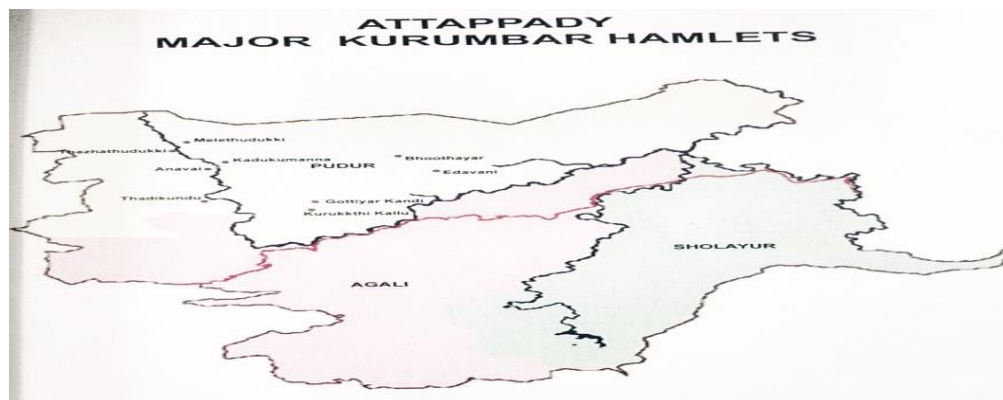 ATTAPPADY
MAJOR KURUMBAR HAMLETS
Melethudukki
Thazhathudukki
Kadukumanna
PUDUR
Bhoothayar
Anavai
Edavani
Thadikundu
Gottiyar Kandi
Kurukkthi Kallu
SHOLAYUR
AGALI